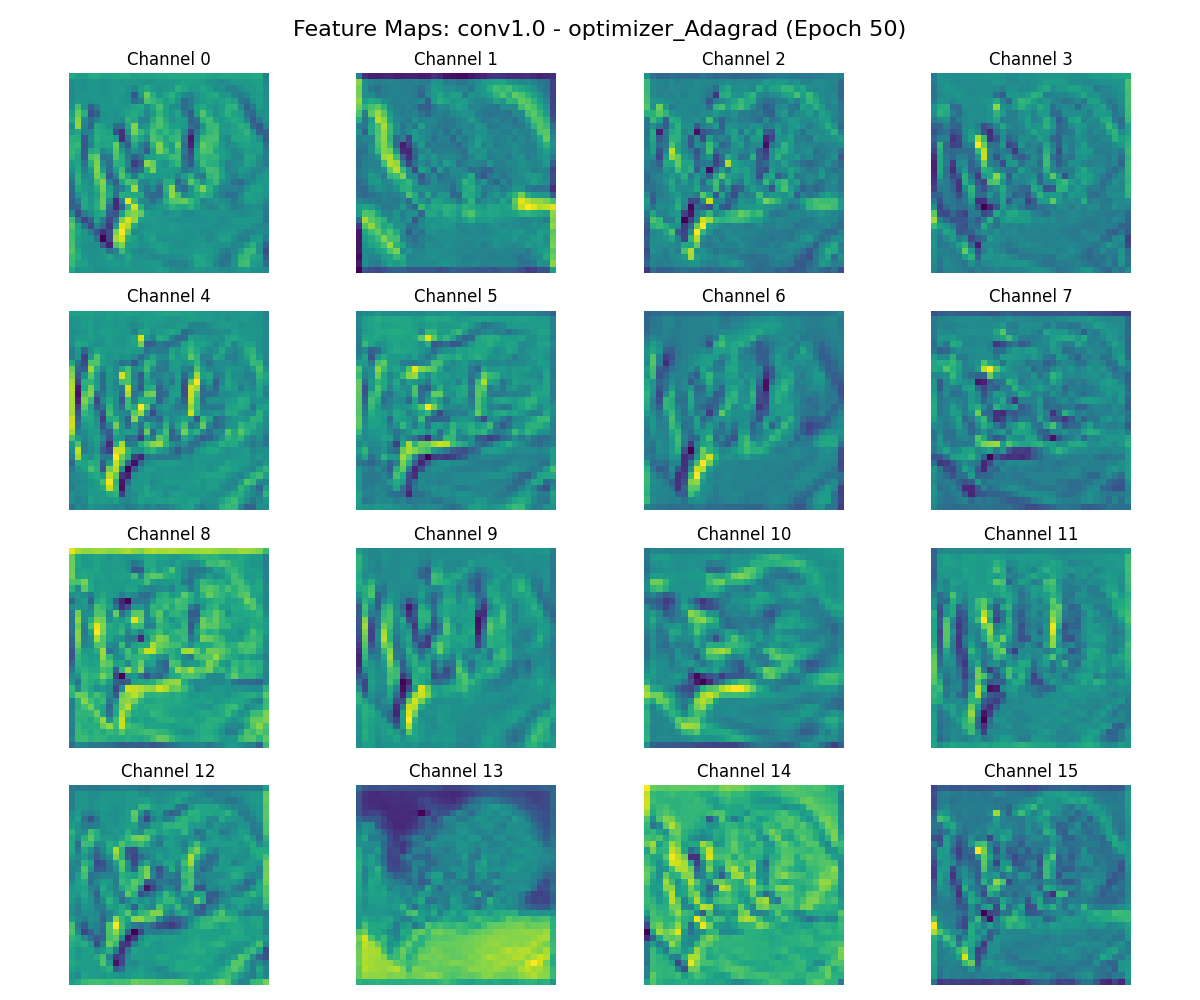 Feature Maps: conv1.0 - optimizer_Adagrad (Epoch 50)
Channel 0
Channel 1
Channel 2
Channel 3
Channel 4
Channel 5
Channel 6
Channel 7
Channel 8
Channel 9
Channel 10
Channel 11
Channel 12
Channel 13
Channel 14
Channel 15